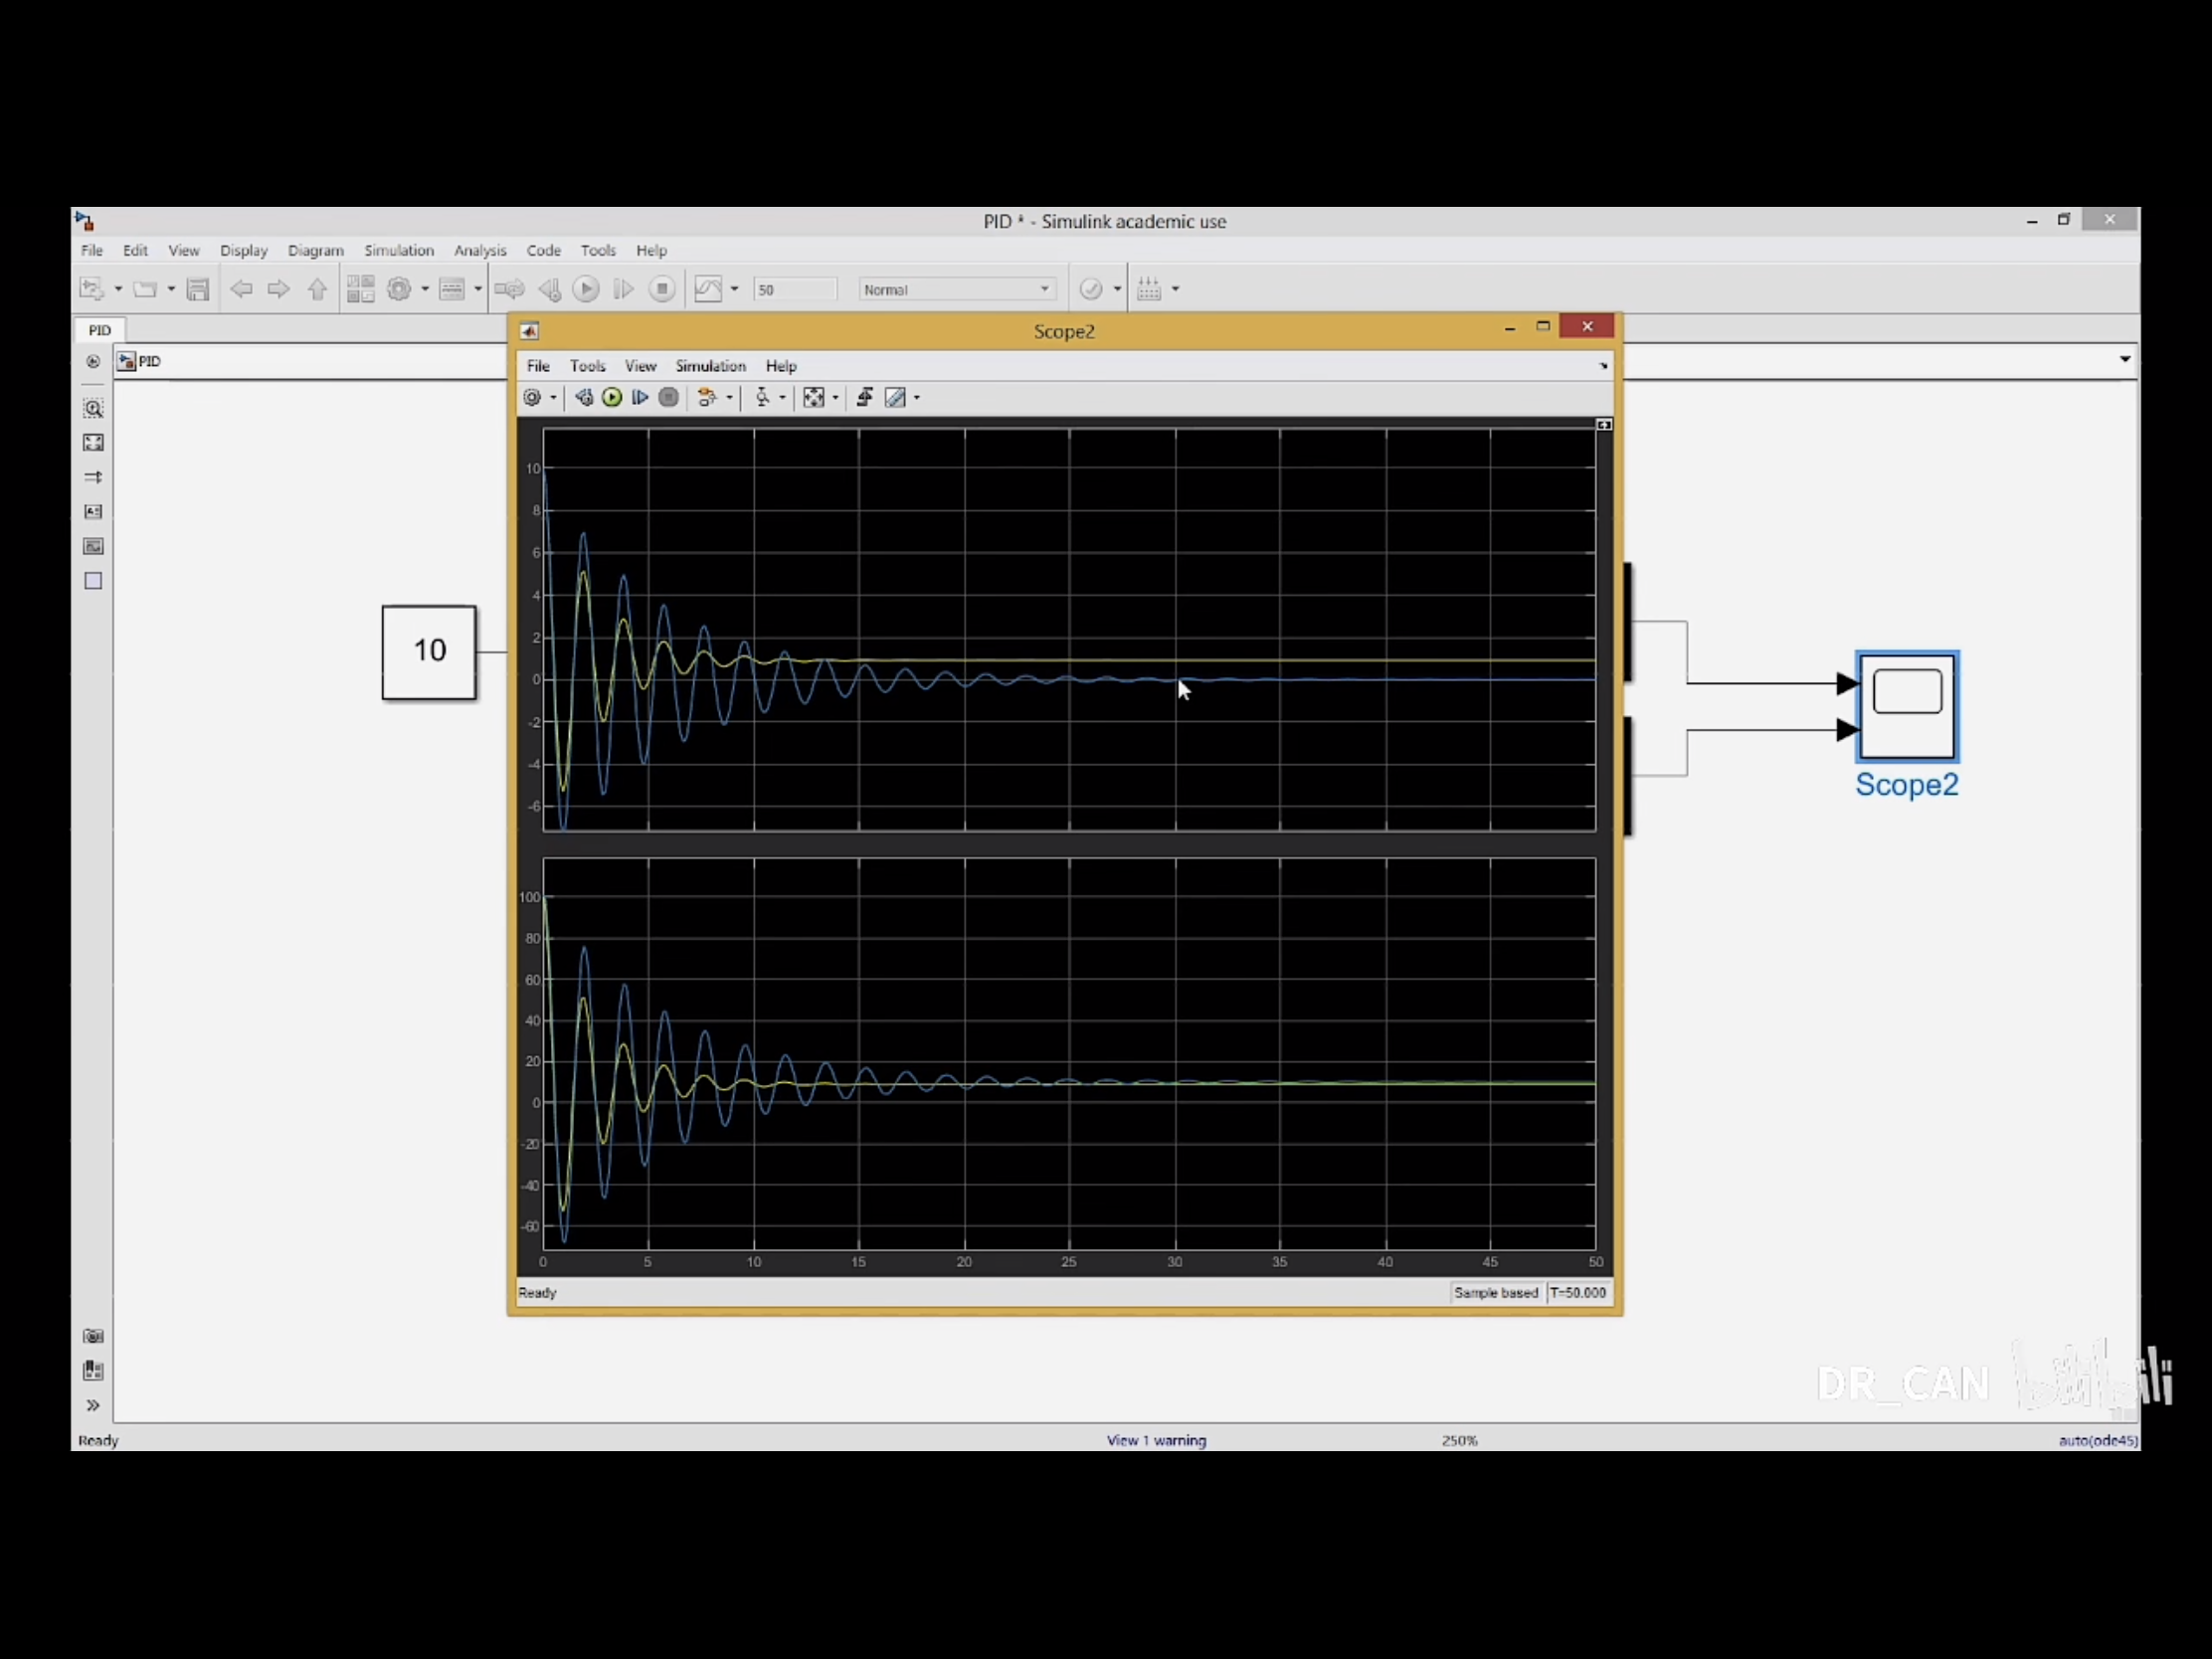 PID * - Simulink academic use
File Edit View Display Diagram Simulation Analysis Code Tools Help
50 Normal
PID
PID
Scope2
File Tools View Simulation Help
10
8
6
4
2
0
-2
-4
-6
100
80
60
40
20
0
-20
-40
-60
0 5 10 15 20 25 30 35 40 45 50
Ready Sample based T=50.000
10
Scope2
DR_CAN bilibili
Ready View 1 warning 250% auto(ode45)